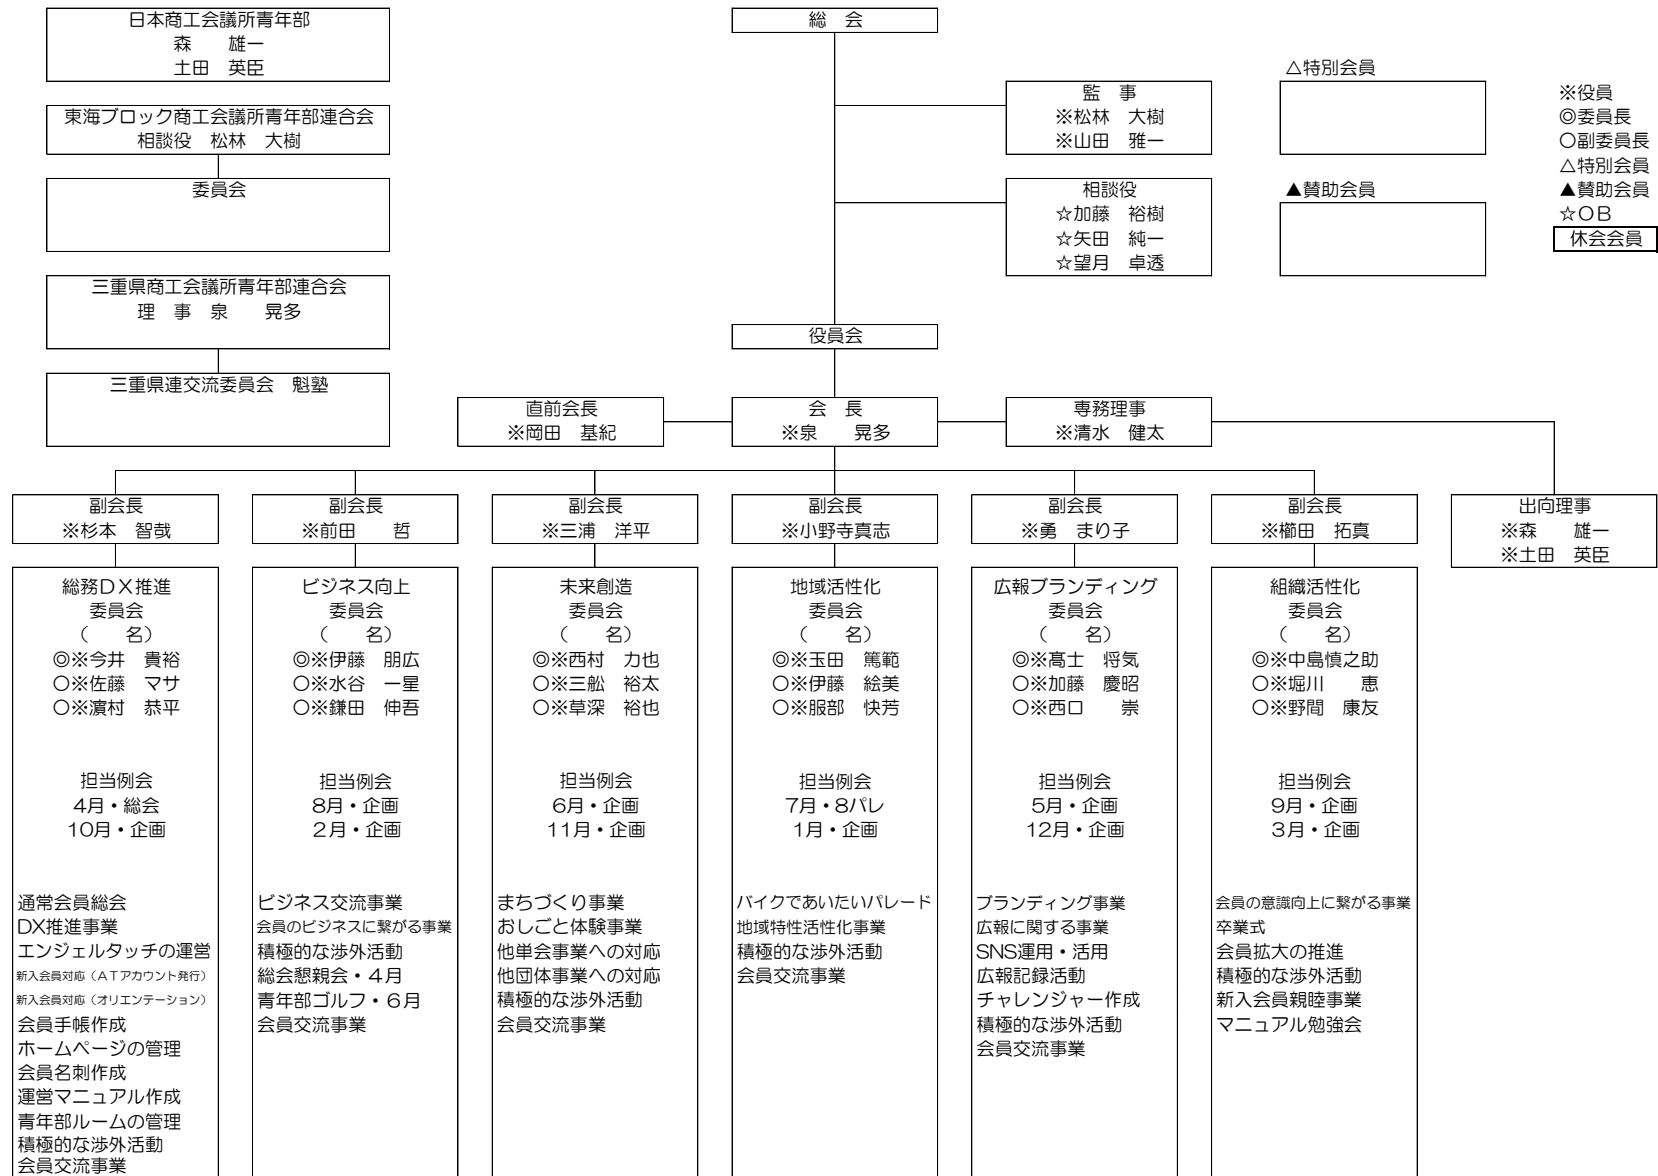 日本商工会議所青年部
森　　雄一
土田　英臣
東海ブロック商工会議所青年部連合会
相談役　松林　大樹
委員会
三重県商工会議所青年部連合会
理　事　泉　　晃多
三重県連交流委員会　魁塾
総　会
監　事
※松林　大樹
※山田　雅一
相談役
☆加藤　裕樹
☆矢田　純一
☆望月　卓透
△特別会員
▲賛助会員
※役員
◎委員長
○副委員長
△特別会員
▲賛助会員
☆ＯＢ
休会会員
役員会
直前会長
※岡田　基紀
会　長
※泉　　晃多
専務理事
※清水　健太
副会長
※杉本　智哉
副会長
※前田　　哲
副会長
※三浦　洋平
副会長
※小野寺真志
副会長
※勇　まり子
副会長
※櫛田　拓真
出向理事
※森　　雄一
※土田　英臣
総務ＤＸ推進
委員会
（　　名）
◎※今井　貴裕
○※佐藤　マサ
○※濵村　恭平
担当例会
4月・総会
10月・企画
通常会員総会
DX推進事業
エンジェルタッチの運営
新入会員対応（ＡＴアカウント発行）
新入会員対応（オリエンテーション）
会員手帳作成
ホームページの管理
会員名刺作成
運営マニュアル作成
青年部ルームの管理
積極的な渉外活動
会員交流事業
ビジネス向上
委員会
（　　名）
◎※伊藤　朋広
○※水谷　一星
○※鎌田　伸吾
担当例会
8月・企画
2月・企画
ビジネス交流事業
会員のビジネスに繋がる事業
積極的な渉外活動
総会懇親会・４月
青年部ゴルフ・６月
会員交流事業
未来創造
委員会
（　　名）
◎※西村　力也
○※三舩　裕太
○※草深　裕也
担当例会
6月・企画
11月・企画
まちづくり事業
おしごと体験事業
他単会事業への対応
他団体事業への対応
積極的な渉外活動
会員交流事業
地域活性化
委員会
（　　名）
◎※玉田　篤範
○※伊藤　絵美
○※服部　快芳
担当例会
7月・8パレ
1月・企画
バイクであいたいパレード
地域特性活性化事業
積極的な渉外活動
会員交流事業
広報ブランディング
委員会
（　　名）
◎※髙士　将気
○※加藤　慶昭
○※西口　　崇
担当例会
5月・企画
12月・企画
ブランディング事業
広報に関する事業
SNS運用・活用
広報記録活動
チャレンジャー作成
積極的な渉外活動
会員交流事業
組織活性化
委員会
（　　名）
◎※中島慎之助
○※堀川　　恵
○※野間　康友
担当例会
9月・企画
3月・企画
会員の意識向上に繋がる事業
卒業式
会員拡大の推進
積極的な渉外活動
新入会員親睦事業
マニュアル勉強会